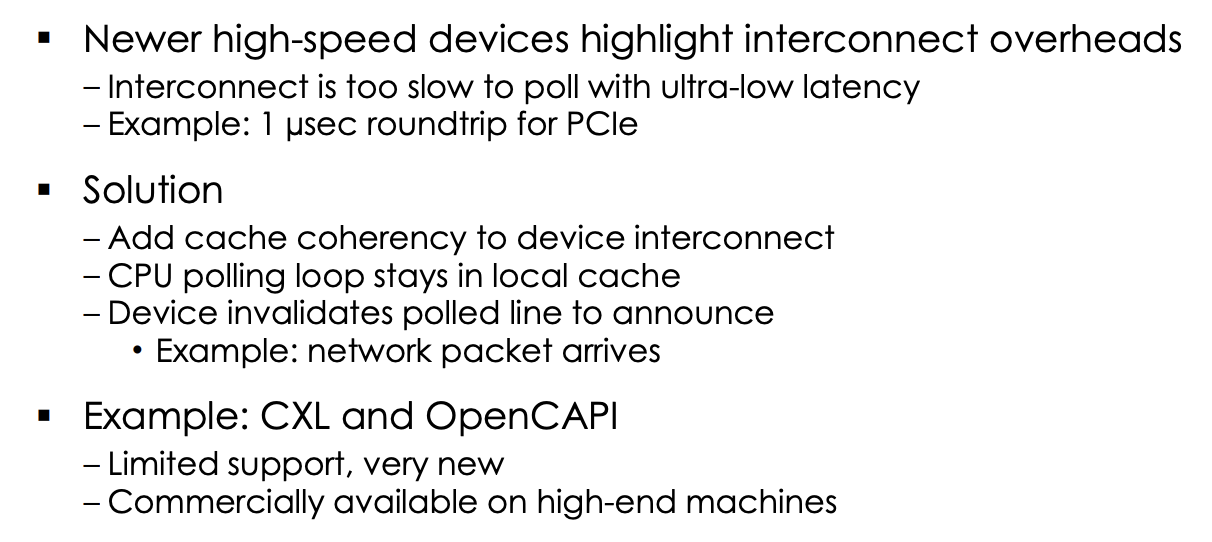 ▪ Newer high-speed devices highlight interconnect overheads
– Interconnect is too slow to poll with ultra-low latency
– Example: 1 μsec roundtrip for PCIe
▪ Solution
– Add cache coherency to device interconnect
– CPU polling loop stays in local cache
– Device invalidates polled line to announce
• Example: network packet arrives
▪ Example: CXL and OpenCAPI
– Limited support, very new
– Commercially available on high-end machines